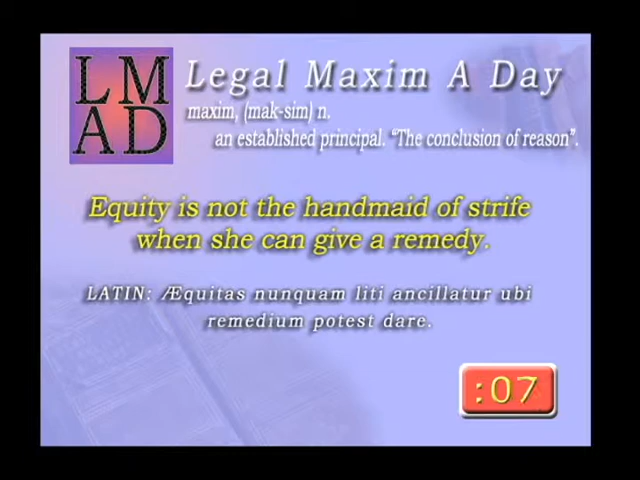 LM
AD
Legal Maxim A Day
maxim, (mak-sim) n.
an established principal. "The conclusion of reason".
Equity is not the handmaid of strife
when she can give a remedy.
LATIN: Æquitas nunquam liti ancillatur ubi
remedium potest dare.
:07